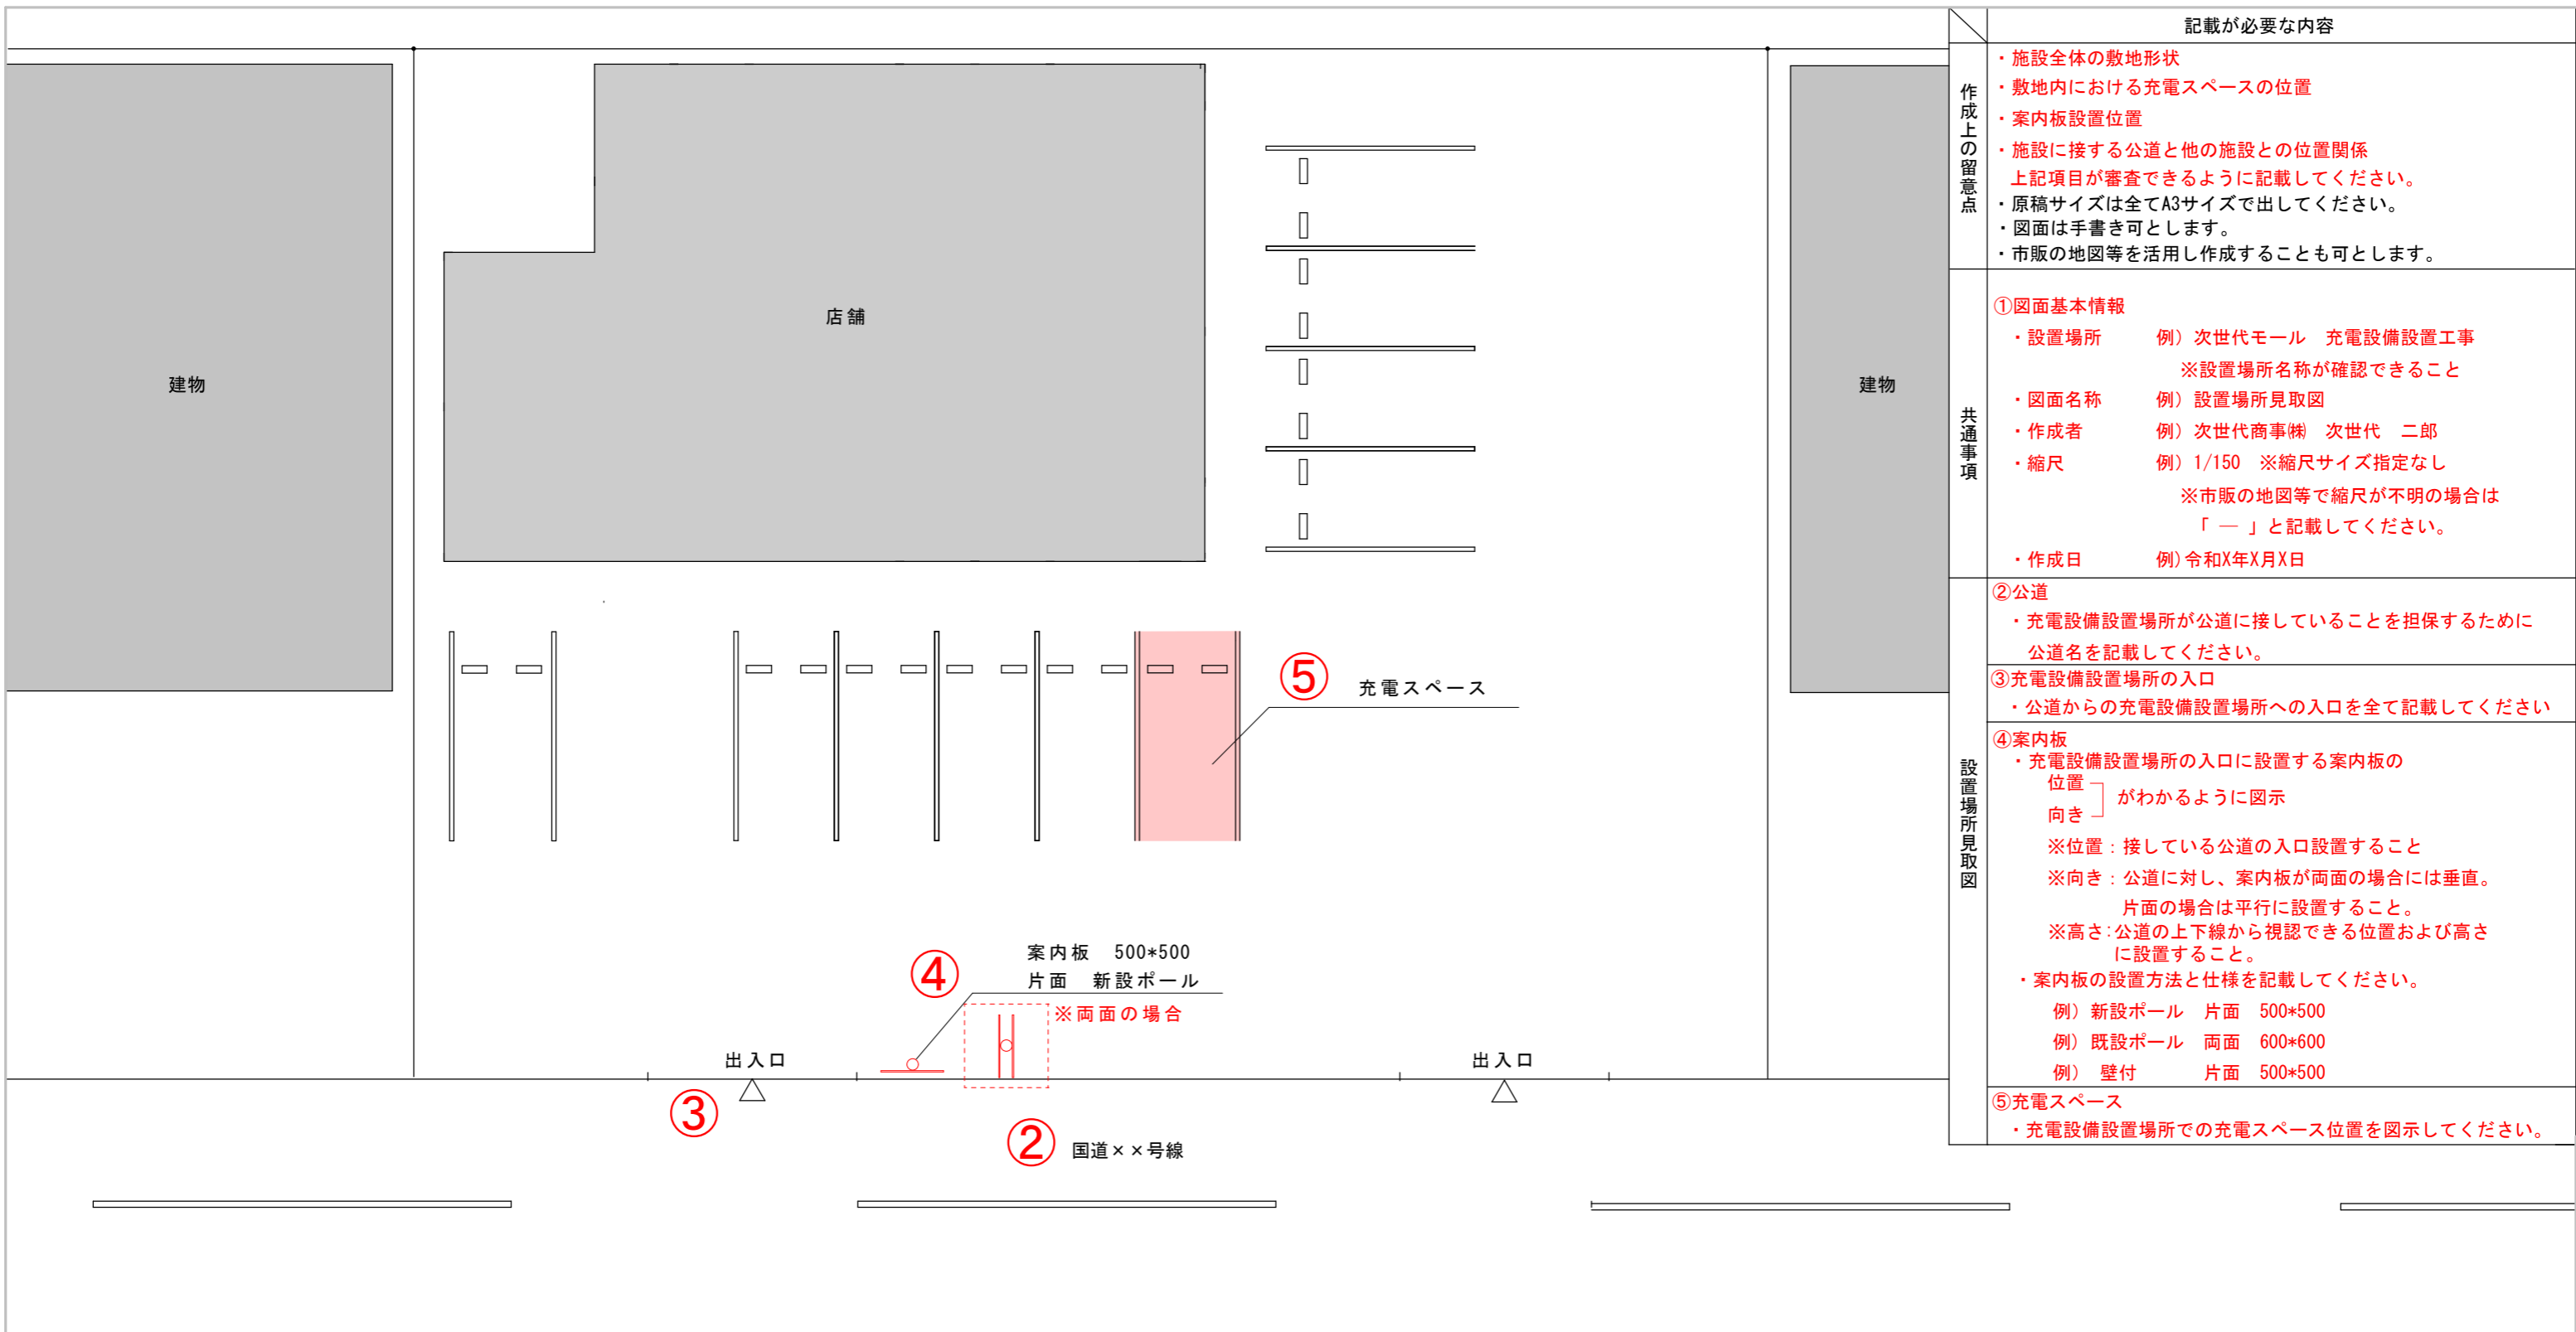 建物
店舗
建物
⑤
充電スペース
④
案内板　500*500
片面　新設ポール
※両面の場合
出入口
出入口
③
②
国道××号線
記載が必要な内容
作成上の留意点
・施設全体の敷地形状
・敷地内における充電スペースの位置
・案内板設置位置
・施設に接する公道と他の施設との位置関係
上記項目が審査できるように記載してください。
・原稿サイズは全てA3サイズで出してください。
・図面は手書き可とします。
・市販の地図等を活用し作成することも可とします。
共通事項
①図面基本情報
・設置場所　例）次世代モール　充電設備設置工事
※設置場所名称が確認できること
・図面名称　例）設置場所見取図
・作成者　例）次世代商事㈱　次世代　二郎
・縮尺　例）1/150　※縮尺サイズ指定なし
※市販の地図等で縮尺が不明の場合は
「 ― 」と記載してください。
・作成日　例）令和X年X月X日
設置場所見取図
②公道
・充電設備設置場所が公道に接していることを担保するために
公道名を記載してください。
③充電設備設置場所の入口
・公道からの充電設備設置場所への入口を全て記載してください
④案内板
・充電設備設置場所の入口に設置する案内板の
位置
がわかるように図示
向き
※位置：接している公道の入口設置すること
※向き：公道に対し、案内板が両面の場合には垂直。
片面の場合は平行に設置すること。
※高さ:公道の上下線から視認できる位置および高さ
に設置すること。
・案内板の設置方法と仕様を記載してください。
例）新設ポール　片面　500*500
例）既設ポール　両面　600*600
例）　壁付　片面　500*500
⑤充電スペース
・充電設備設置場所での充電スペース位置を図示してください。